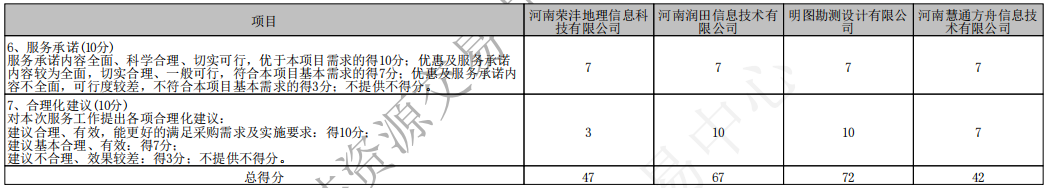 项目 河南荣沣地理信息科技有限公司 河南润田信息技术有限公司 明图勘测设计有限公司 河南慧通方舟信息技术有限公司
6、服务承诺(10分)
服务承诺内容全面、科学合理、切实可行，优于本项目需求的得10分；优惠及服务承诺
内容较为全面，切实合理、一般可行，符合本项目基本需求的得7分；优惠及服务承诺内
容不全面，可行度较差，不符合本项目基本需求的得3分；不提供不得分。
7 7 7 7
7、合理化建议(10分)
对本次服务工作提出各项合理化建议：
建议合理、有效，能更好的满足采购需求及实施要求：得10分；
建议基本合理、有效：得7分；
建议不合理、效果较差：得3分；不提供不得分。
3 10 10 7
总得分 47 67 72 42
资源交易
易中心